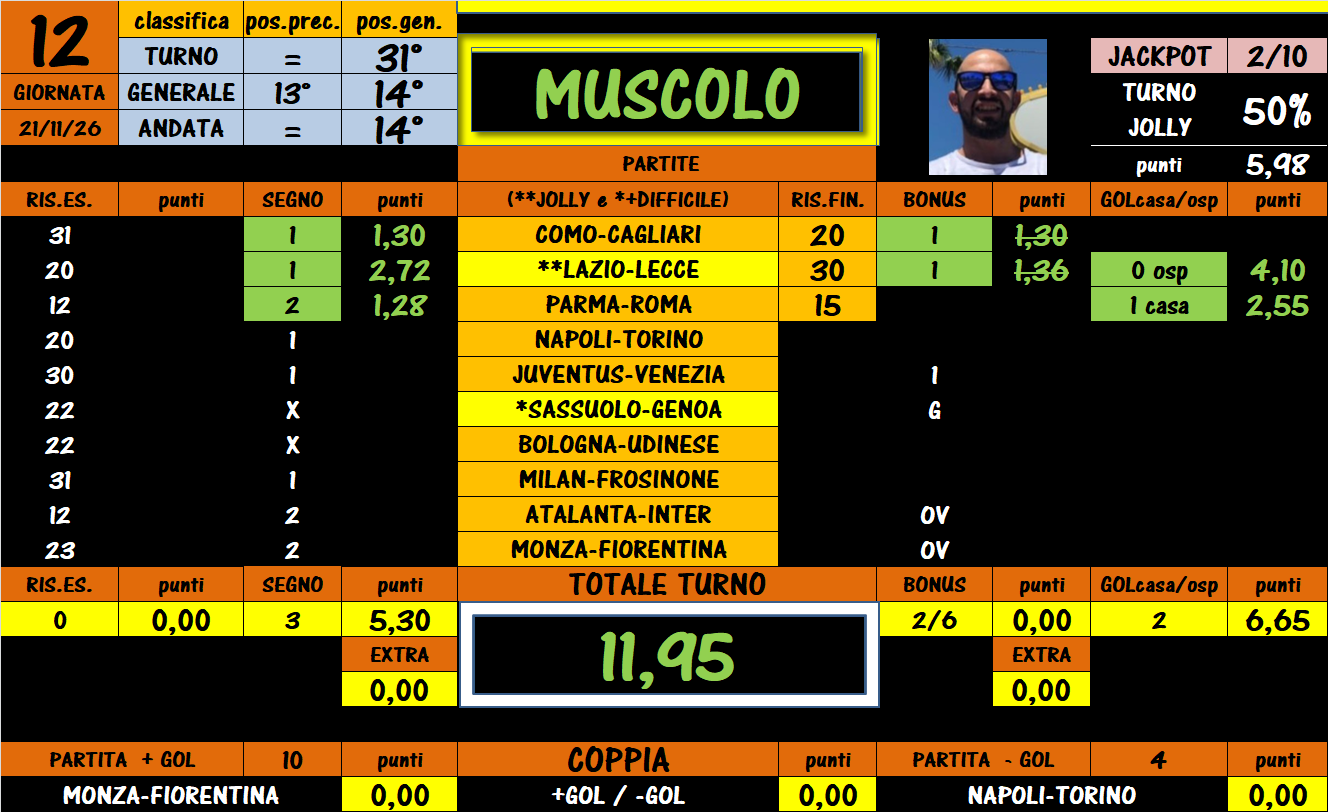 12 classifica pos.prec. pos.gen.
TURNO = 31° MUSCOLO JACKPOT 2/10
GIORNATA GENERALE 13° 14° TURNO JOLLY 50%
21/11/26 ANDATA = 14°
PARTITE punti 5,98
RIS.ES. punti SEGNO punti (**JOLLY e *+DIFFICILE) RIS.FIN. BONUS punti GOLcasa/osp punti
31 1 1,30 COMO-CAGLIARI 20 1 1,30
20 1 2,72 **LAZIO-LECCE 30 1 1,36 0 osp 4,10
12 2 1,28 PARMA-ROMA 15 1 casa 2,55
20 1 NAPOLI-TORINO
30 1 JUVENTUS-VENEZIA 1
22 X *SASSUOLO-GENOA G
22 X BOLOGNA-UDINESE
31 1 MILAN-FROSINONE
12 2 ATALANTA-INTER OV
23 2 MONZA-FIORENTINA OV
RIS.ES. punti SEGNO punti TOTALE TURNO BONUS punti GOLcasa/osp punti
0 0,00 3 5,30 11,95 2/6 0,00 2 6,65
EXTRA EXTRA
0,00 0,00
PARTITA + GOL 10 punti COPPIA punti PARTITA - GOL 4 punti
MONZA-FIORENTINA 0,00 +GOL / -GOL 0,00 NAPOLI-TORINO 0,00